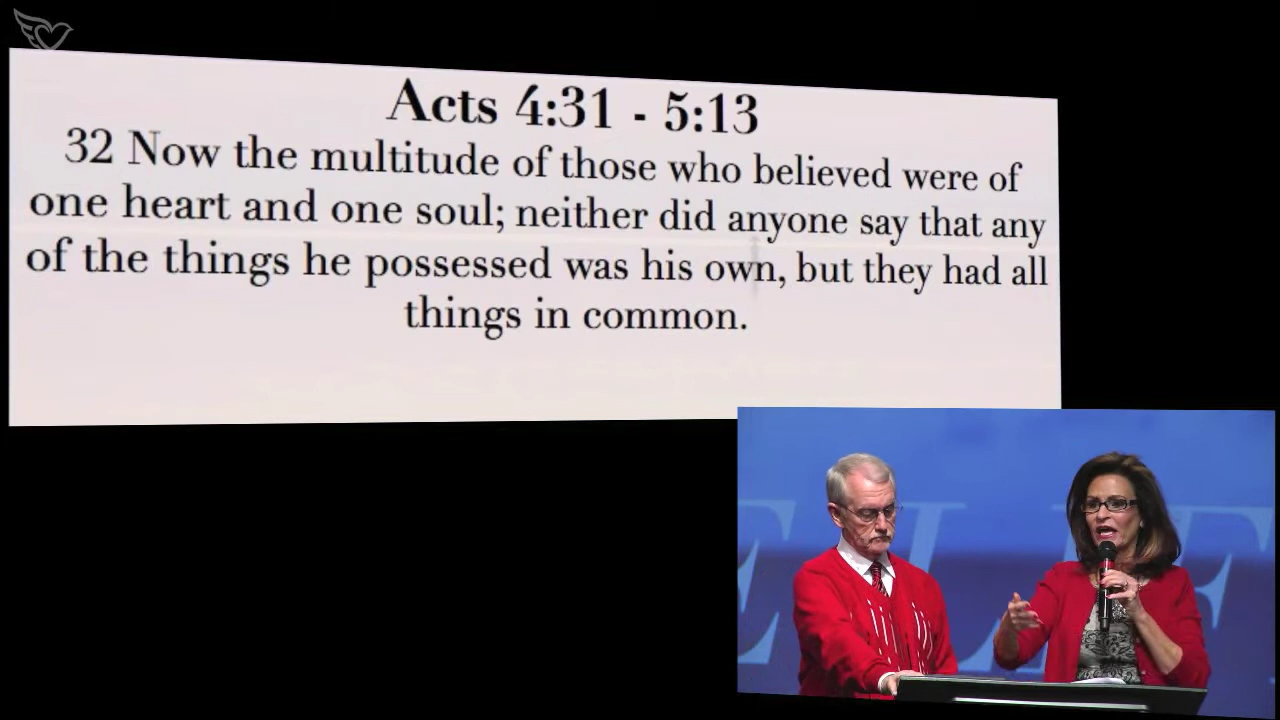 Acts 4:31 - 5:13
32 Now the multitude of those who believed were of
one heart and one soul; neither did anyone say that any
of the things he possessed was his own, but they had all
things in common.